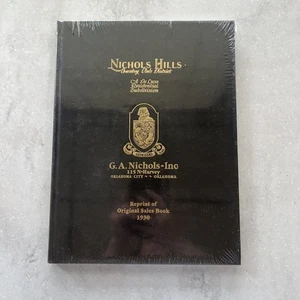 NICHOLS HILLS
Country Club District
A De Luxe
Residential
Subdivision
G. A. Nichols-Inc
115 N·Harvey
OKLAHOMA CITY - - OKLAHOMA
Reprint of
Original Sales Book
1930